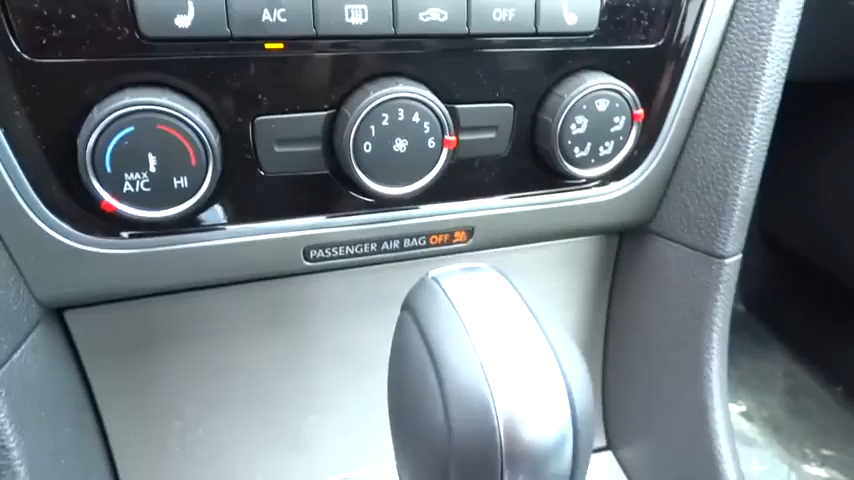 A/C
OFF
0 1 2 3 4 5 6
MAX
A/C HI
PASSENGER AIR BAG OFF